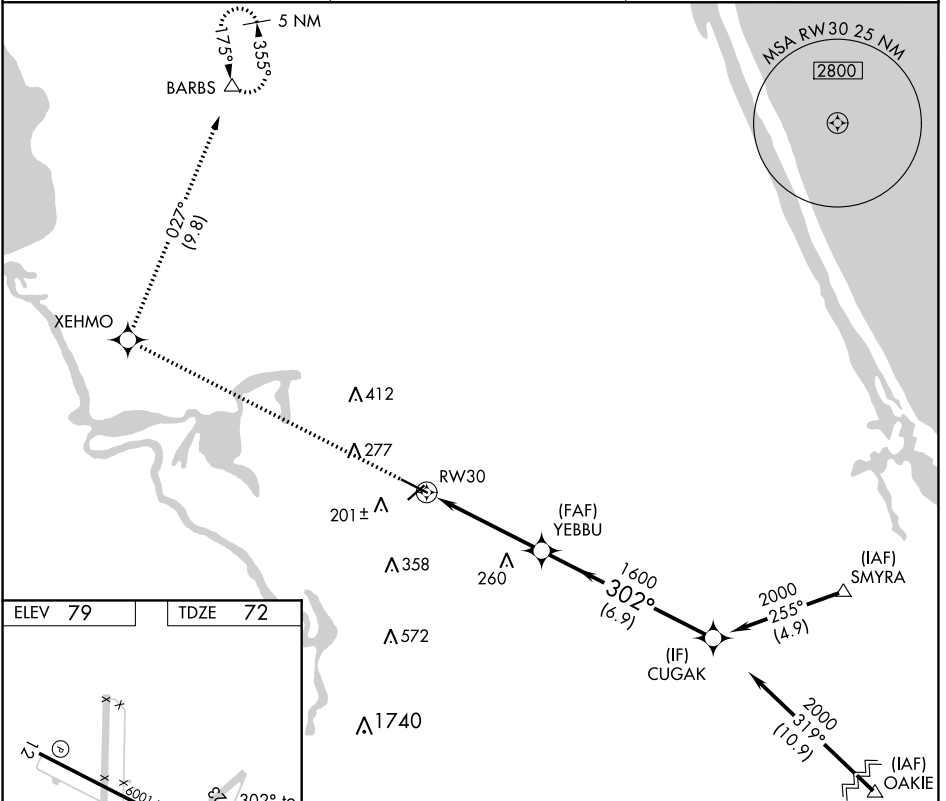 5 NM
175°
355°
BARBS
MSA RW30 25 NM
2800
027°
(9.8)
XEHMO
412
277
RW30
201±
(FAF)
YEBBU
358
260
1600
302°
(6.9)
(IAF)
SMYRA
2000
255°
(4.9)
ELEV 79
TDZE 72
572
(IF)
CUGAK
1740
2000
319°
(10.9)
(IAF)
OAKIE
12
P
X
X
X
X
6001
23
302° to